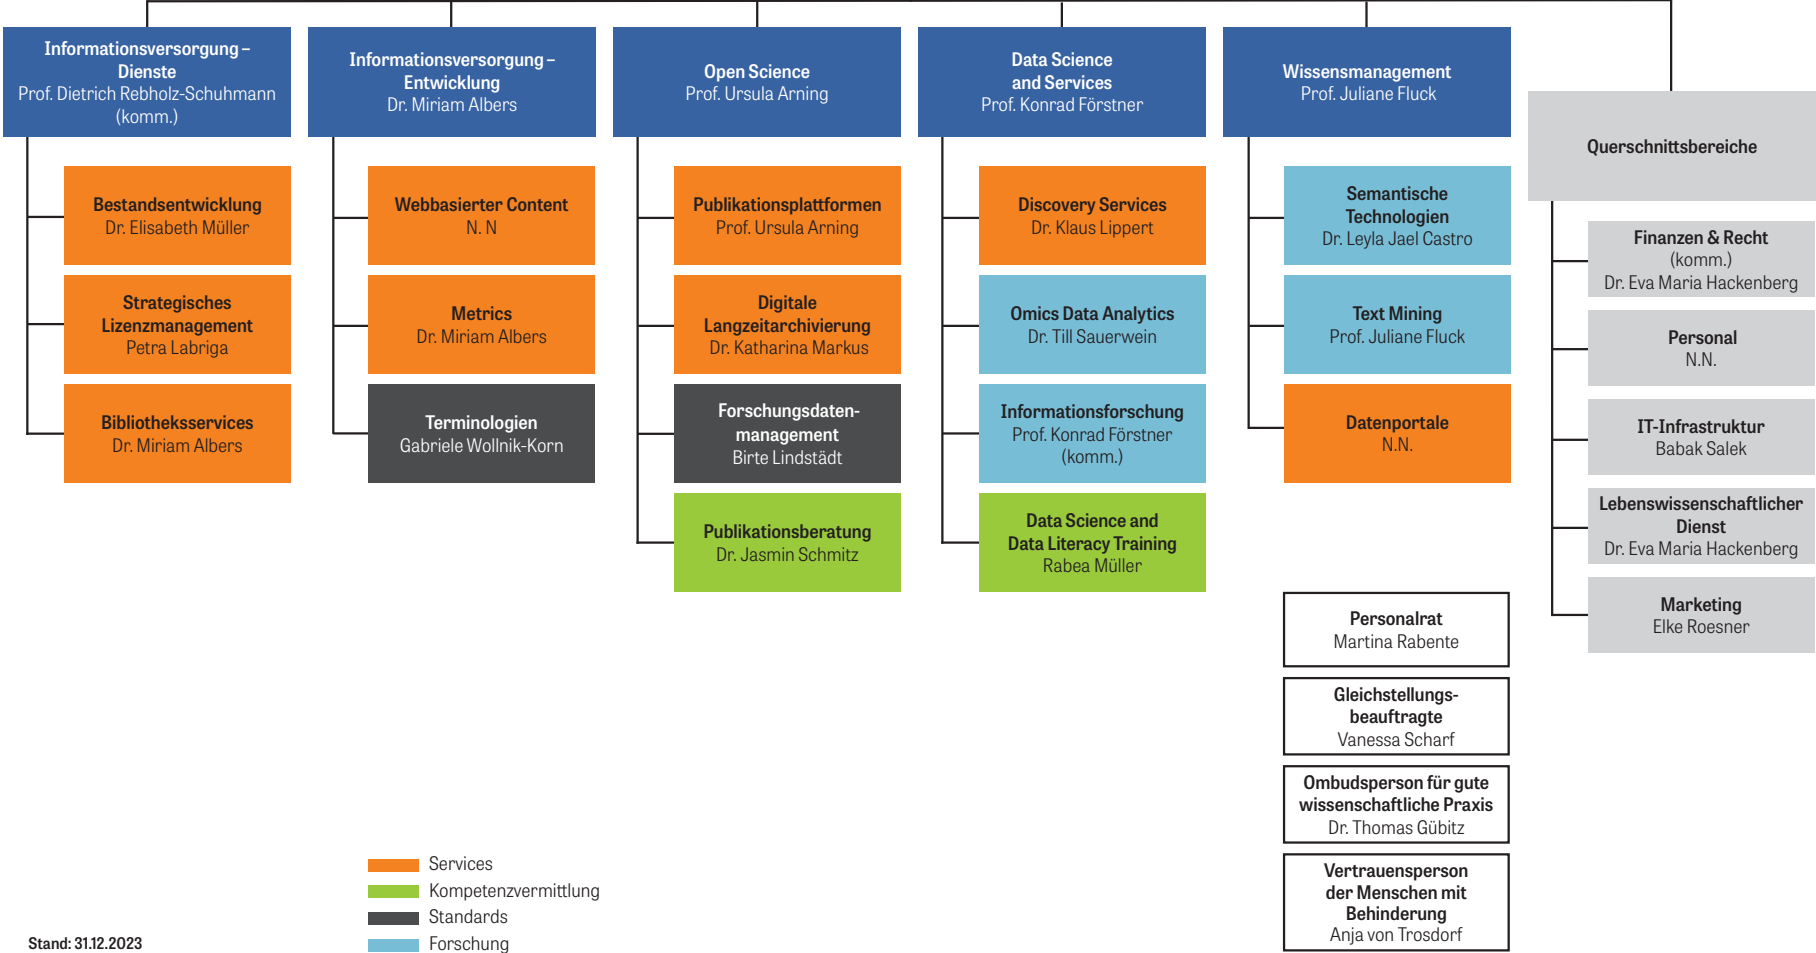 Informationsversorgung –
Dienste
Prof. Dietrich Rebholz-Schuhmann
(komm.)
Bestandsentwicklung
Dr. Elisabeth Müller
Strategisches
Lizenzmanagement
Petra Labriga
Bibliotheksservices
Dr. Miriam Albers
Informationsversorgung –
Entwicklung
Dr. Miriam Albers
Webbasierter Content
N. N
Metrics
Dr. Miriam Albers
Terminologien
Gabriele Wollnik-Korn
Open Science
Prof. Ursula Arning
Publikationsplattformen
Prof. Ursula Arning
Digitale
Langzeitarchivierung
Dr. Katharina Markus
Forschungsdaten-
management
Birte Lindstädt
Publikationsberatung
Dr. Jasmin Schmitz
Data Science
and Services
Prof. Konrad Förstner
Discovery Services
Dr. Klaus Lippert
Omics Data Analytics
Dr. Till Sauerwein
Informationsforschung
Prof. Konrad Förstner
(komm.)
Data Science and
Data Literacy Training
Rabea Müller
Wissensmanagement
Prof. Juliane Fluck
Semantische
Technologien
Dr. Leyla Jael Castro
Text Mining
Prof. Juliane Fluck
Datenportale
N.N.
Querschnittsbereiche
Finanzen & Recht
(komm.)
Dr. Eva Maria Hackenberg
Personal
N.N.
IT-Infrastruktur
Babak Salek
Lebenswissenschaftlicher
Dienst
Dr. Eva Maria Hackenberg
Marketing
Elke Roesner
Personalrat
Martina Rabente
Gleichstellungs-
beauftragte
Vanessa Scharf
Ombudsperson für gute
wissenschaftliche Praxis
Dr. Thomas Gübitz
Vertrauensperson
der Menschen mit
Behinderung
Anja von Trosdorf
Services
Kompetenzvermittlung
Standards
Forschung
Stand: 31.12.2023